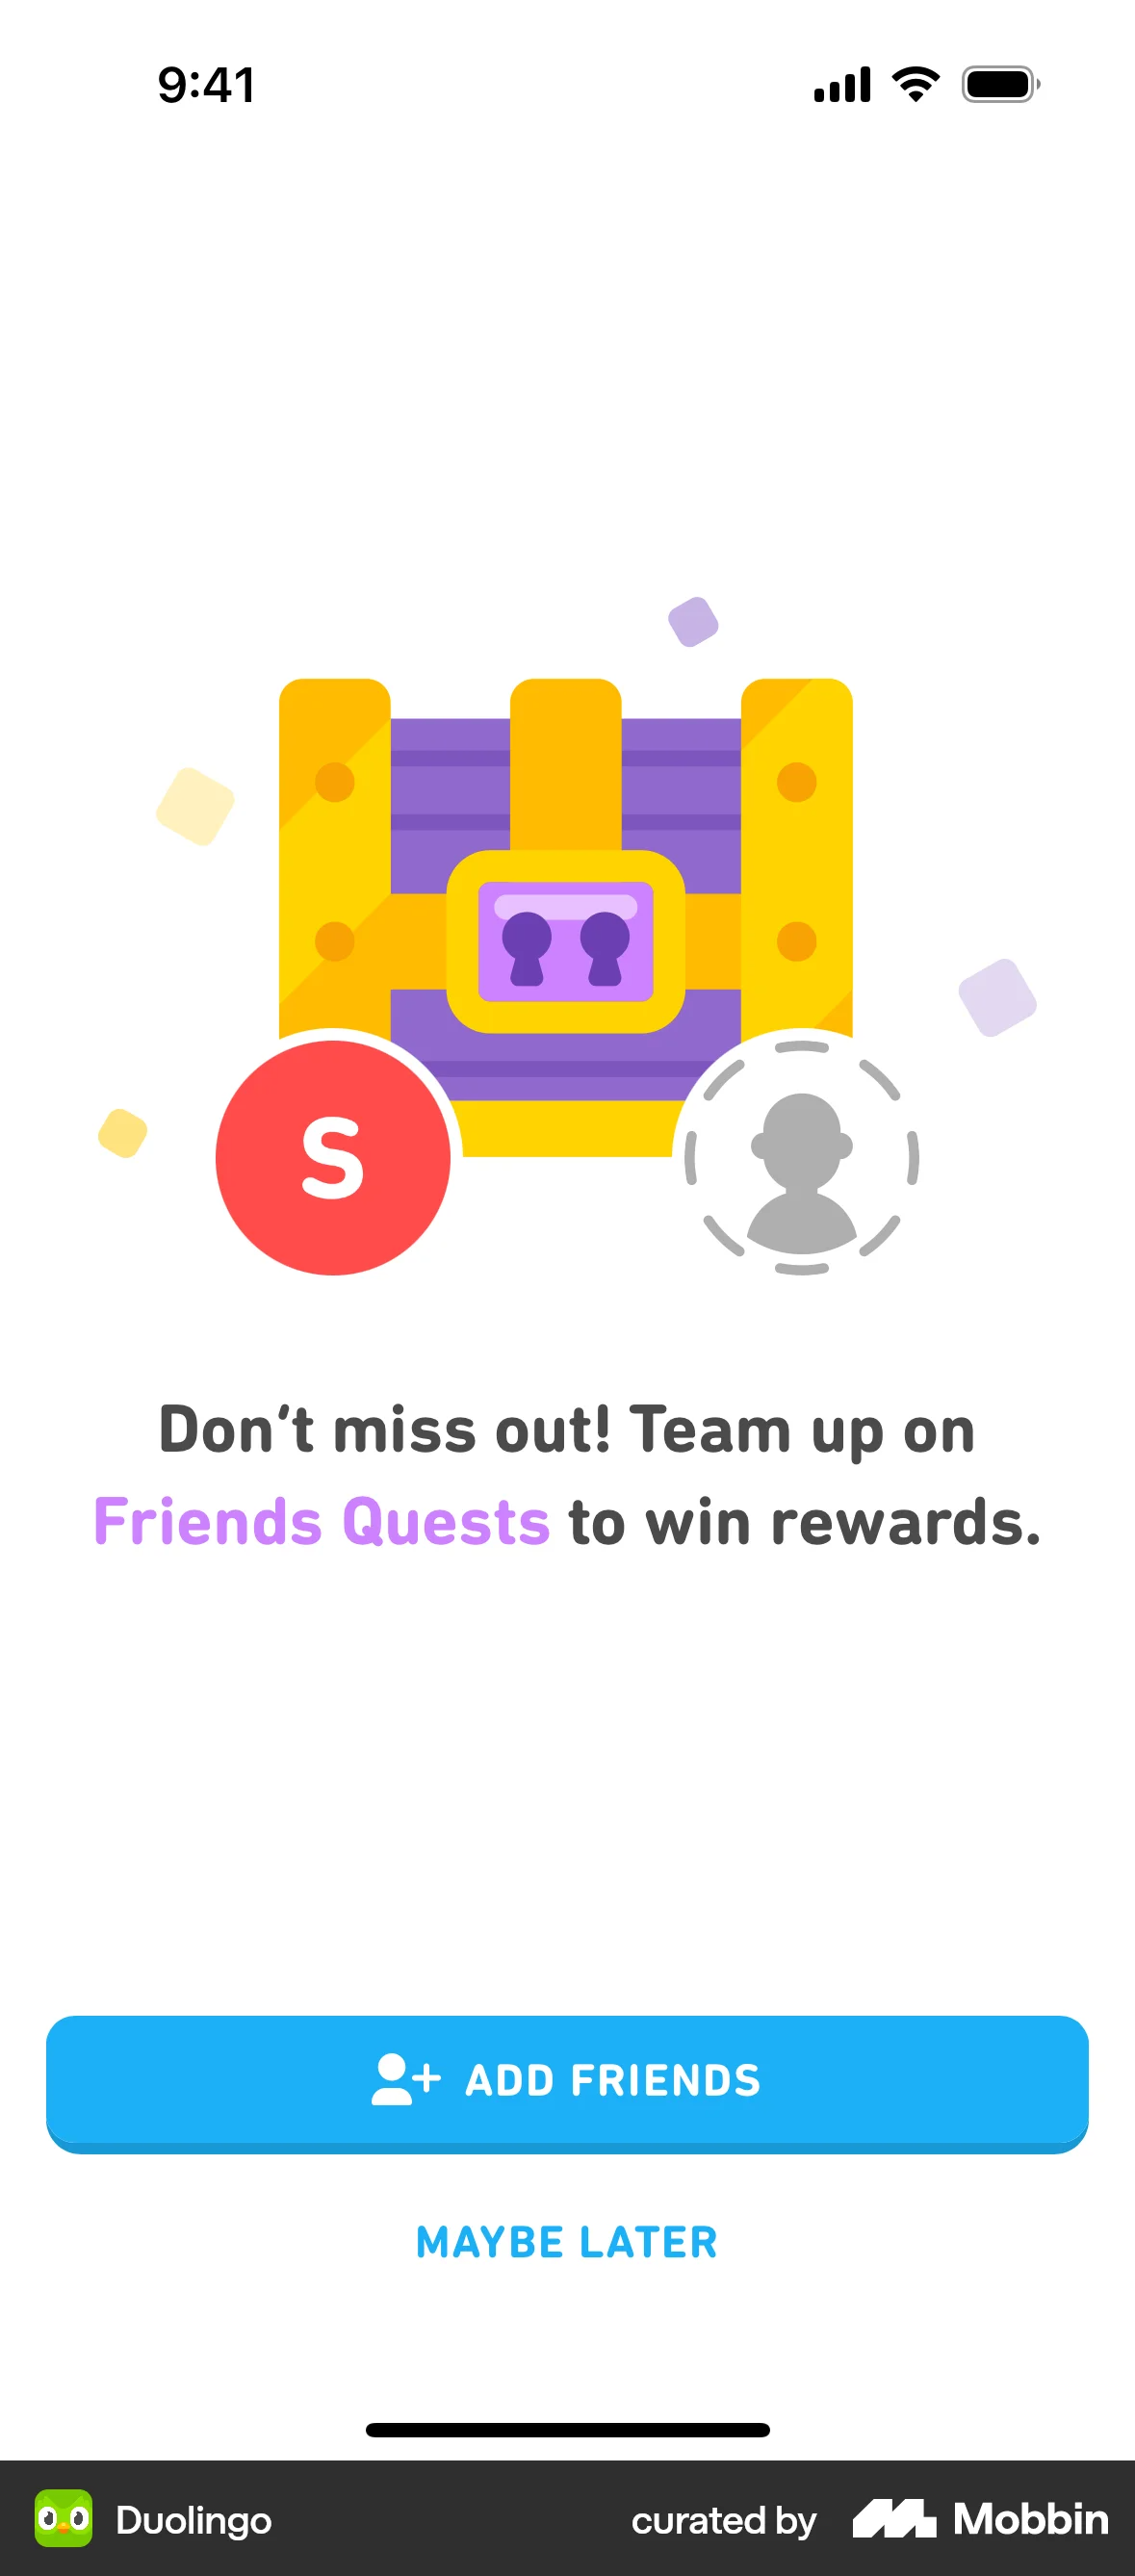 9:41
S
Don't miss out! Team up on
Friends Quests to win rewards.
ADD FRIENDS
MAYBE LATER
Duolingo
curated by Mobbin